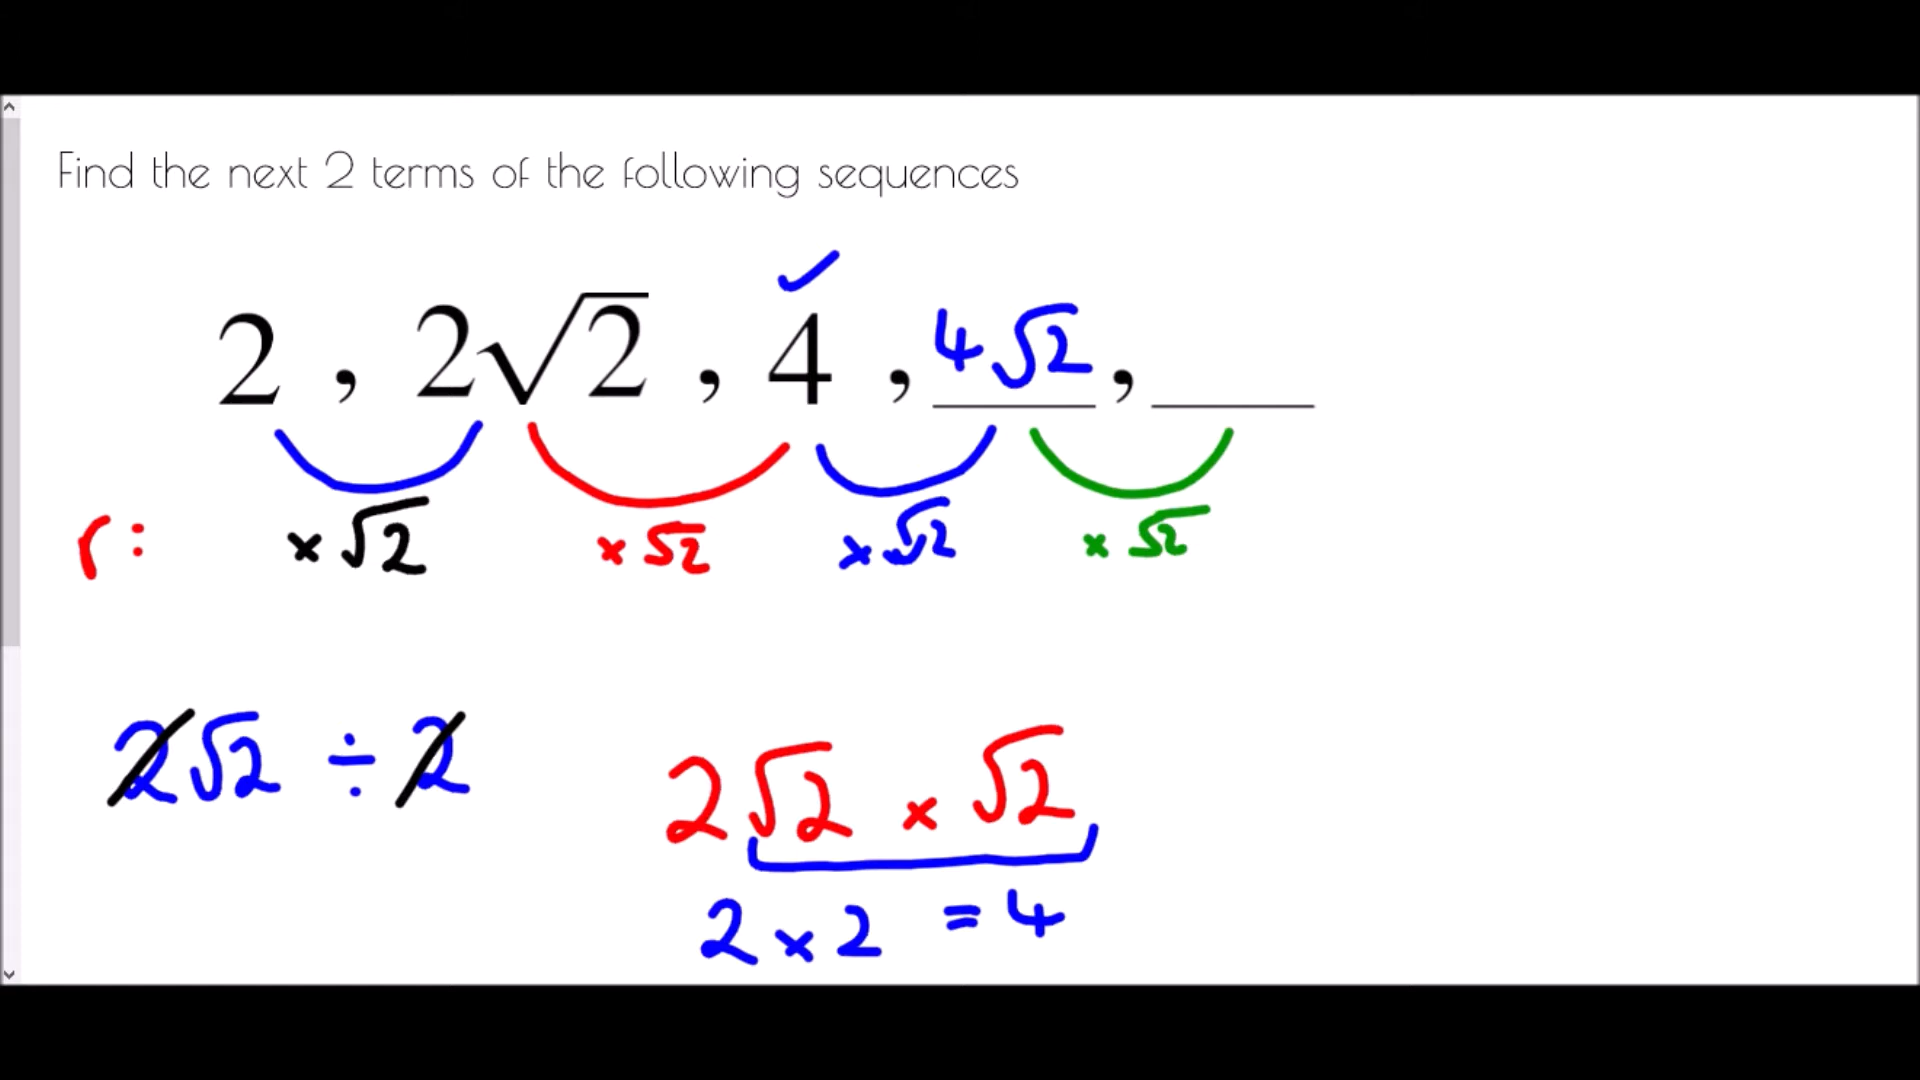 Find the next 2 terms of the following sequences
2 , 2√2 , 4 , 4√2 , ____
r : ×√2 ×√2 ×√2 ×√2
2√2 ÷ 2
2√2 × √2
2 × 2 = 4